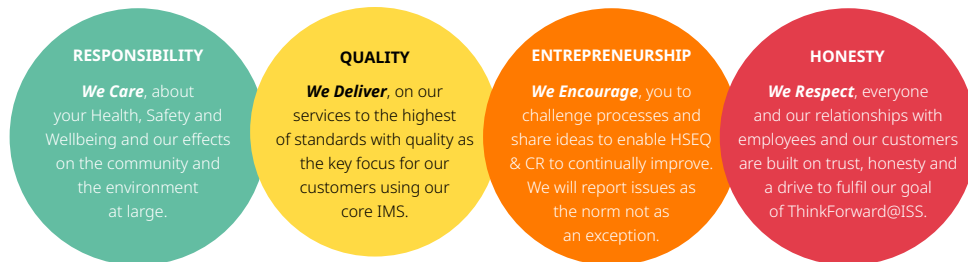 RESPONSIBILITY
We Care, about
your Health, Safety and
Wellbeing and our effects
on the community and
the environment
at large.
QUALITY
We Deliver, on our
services to the highest
of standards with quality as
the key focus for our
customers using our
core IMS.
ENTREPRENEURSHIP
We Encourage, you to
challenge processes and
share ideas to enable HSEQ
& CR to continually improve.
We will report issues as
the norm not as
an exception.
HONESTY
We Respect, everyone
and our relationships with
employees and our customers
are built on trust, honesty and
a drive to fulfil our goal
of ThinkForward@ISS.